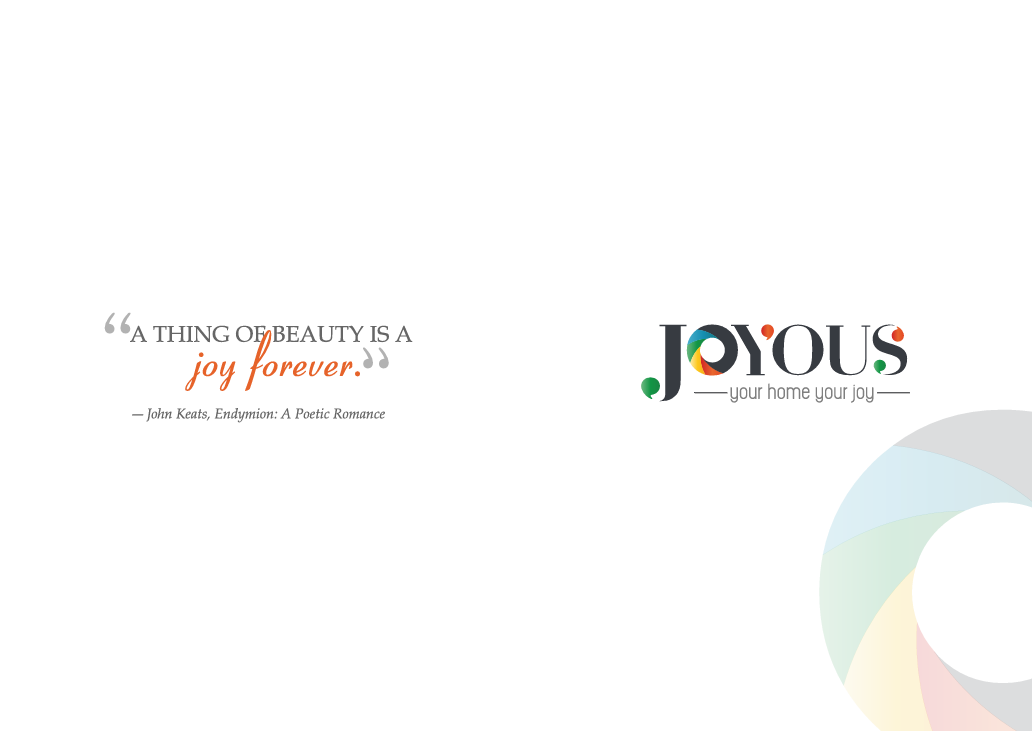 “A THING OF BEAUTY IS A
joy forever.”
— John Keats, Endymion: A Poetic Romance
JOYOUS
your home your joy